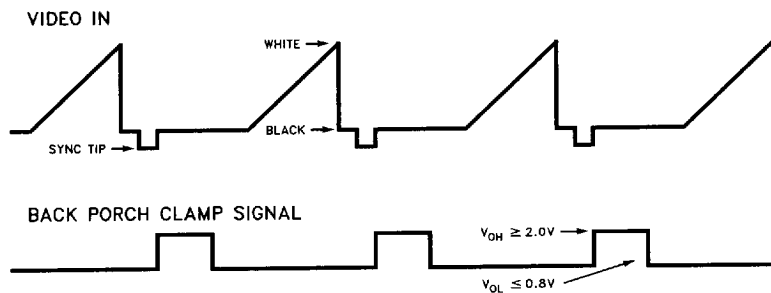 VIDEO IN
WHITE
BLACK
SYNC TIP
BACK PORCH CLAMP SIGNAL
V_OH ≥ 2.0V
V_OL ≤ 0.8V